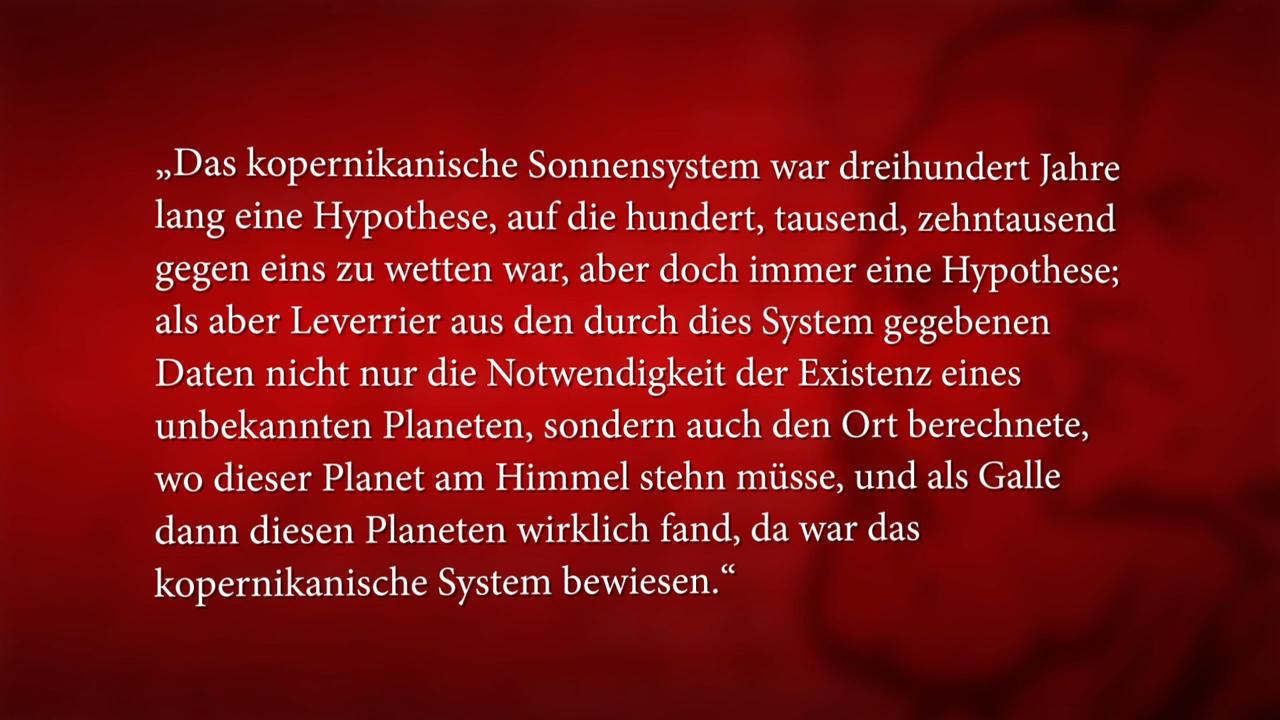 „Das kopernikanische Sonnensystem war dreihundert Jahre
lang eine Hypothese, auf die hundert, tausend, zehntausend
gegen eins zu wetten war, aber doch immer eine Hypothese;
als aber Leverrier aus den durch dies System gegebenen
Daten nicht nur die Notwendigkeit der Existenz eines
unbekannten Planeten, sondern auch den Ort berechnete,
wo dieser Planet am Himmel stehn müsse, und als Galle
dann diesen Planeten wirklich fand, da war das
kopernikanische System bewiesen.“